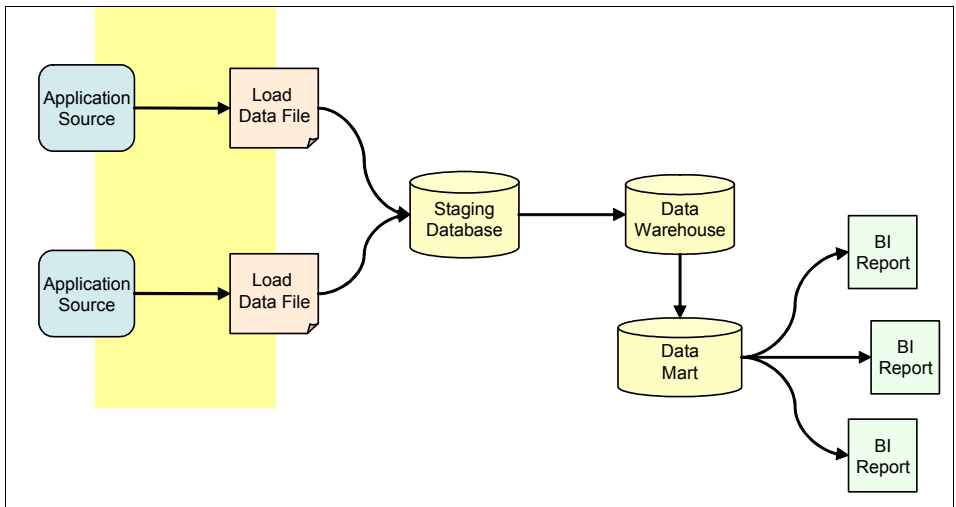 Application
Source
Load
Data File
Staging
Database
Data
Warehouse
BI
Report
Application
Source
Load
Data File
Data
Mart
BI
Report
BI
Report